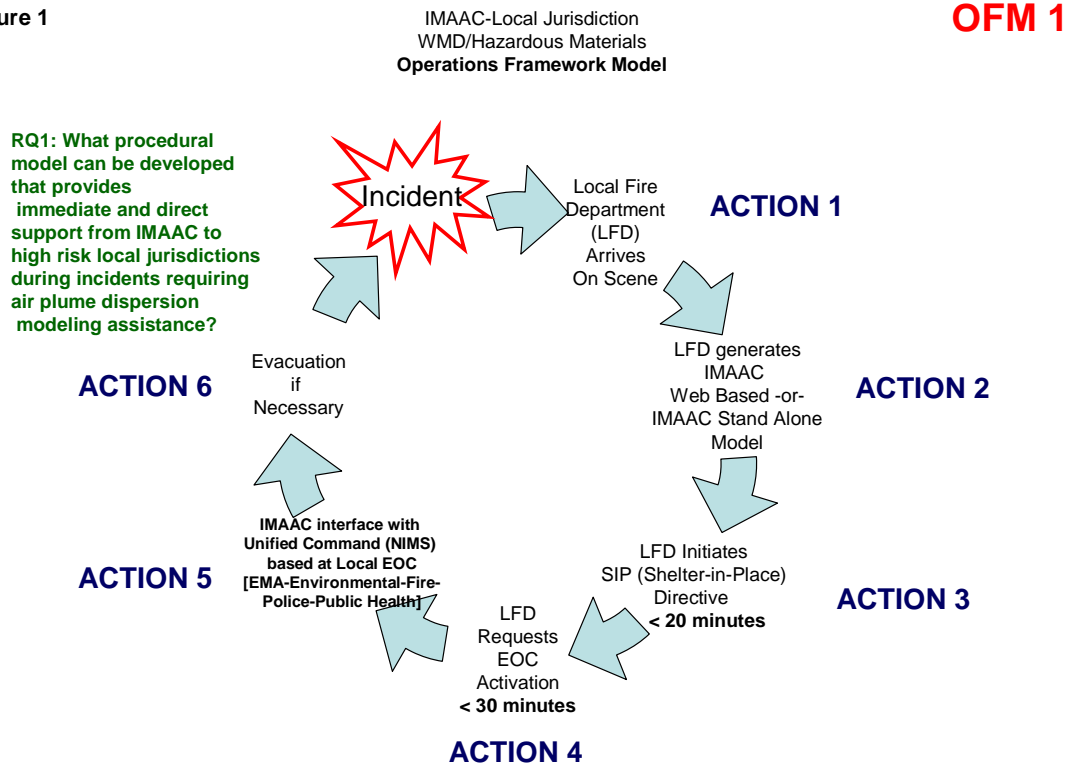 ure 1
IMAAC-Local Jurisdiction
WMD/Hazardous Materials
Operations Framework Model
OFM 1
RQ1: What procedural
model can be developed
that provides
immediate and direct
support from IMAAC to
high risk local jurisdictions
during incidents requiring
air plume dispersion
modeling assistance?
Incident
Local Fire
Department
(LFD)
Arrives
On Scene
ACTION 1
LFD generates
IMAAC
Web Based -or-
IMAAC Stand Alone
Model
ACTION 2
LFD Initiates
SIP (Shelter-in-Place)
Directive
< 20 minutes
ACTION 3
LFD
Requests
EOC
Activation
< 30 minutes
ACTION 4
IMAAC interface with
Unified Command (NIMS)
based at Local EOC
[EMA-Environmental-Fire-
Police-Public Health]
ACTION 5
Evacuation
if
Necessary
ACTION 6